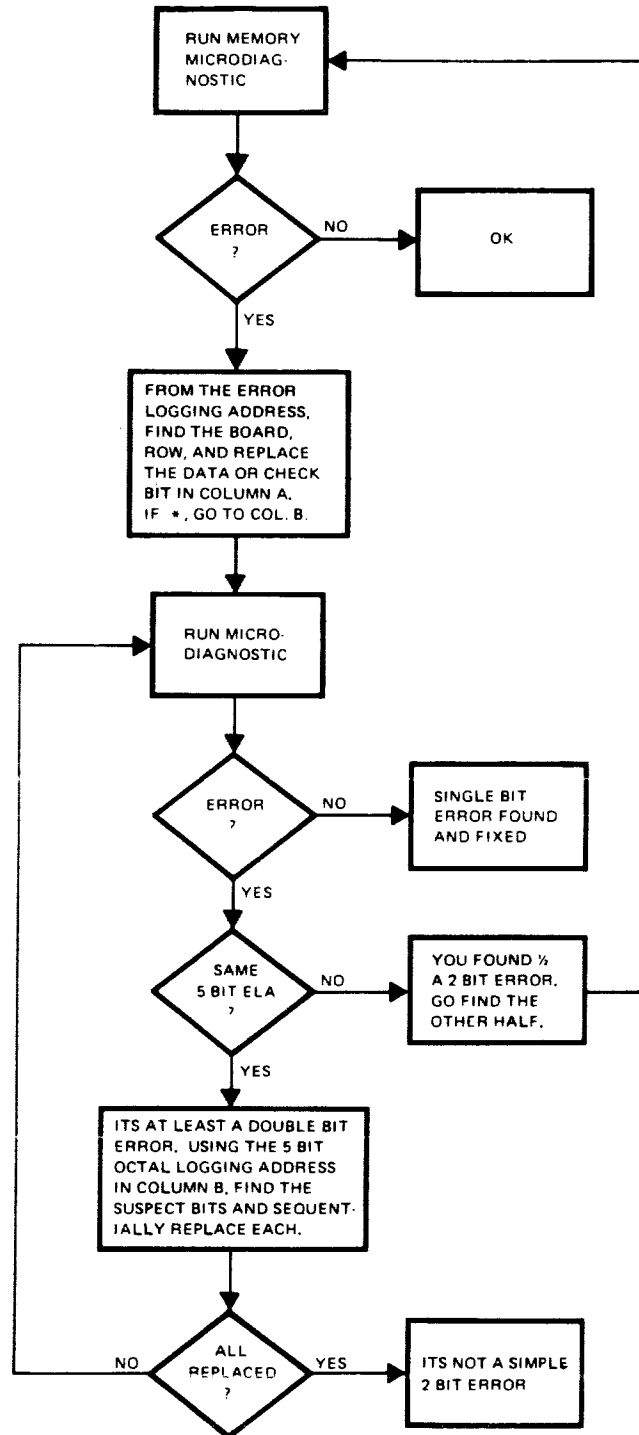 RUN MEMORY
MICRODIAG-
NOSTIC
ERROR
?
NO
OK
YES
FROM THE ERROR
LOGGING ADDRESS,
FIND THE BOARD,
ROW, AND REPLACE
THE DATA OR CHECK
BIT IN COLUMN A.
IF *, GO TO COL. B.
RUN MICRO-
DIAGNOSTIC
ERROR
?
NO
SINGLE BIT
ERROR FOUND
AND FIXED
YES
SAME
5 BIT ELA
?
NO
YOU FOUND ½
A 2 BIT ERROR.
GO FIND THE
OTHER HALF.
YES
ITS AT LEAST A DOUBLE BIT
ERROR. USING THE 5 BIT
OCTAL LOGGING ADDRESS
IN COLUMN B, FIND THE
SUSPECT BITS AND SEQUENT-
IALLY REPLACE EACH.
NO
ALL
REPLACED
?
YES
ITS NOT A SIMPLE
2 BIT ERROR